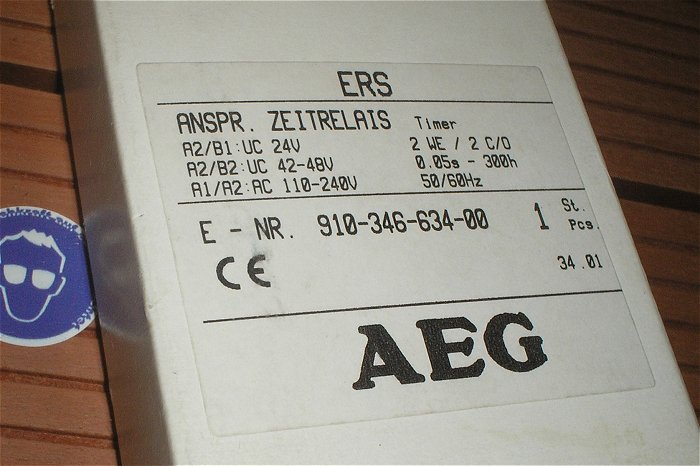 ERS
ANSPR. ZEITRELAIS Timer
A2/B1:UC 24V 2 WE / 2 C/O
A2/B2:UC 42-48V 0.05s - 300h
A1/A2:AC 110-240V 50/60Hz
E - NR. 910-346-634-00 1 St.
Pcs.
CE 34.01
AEG